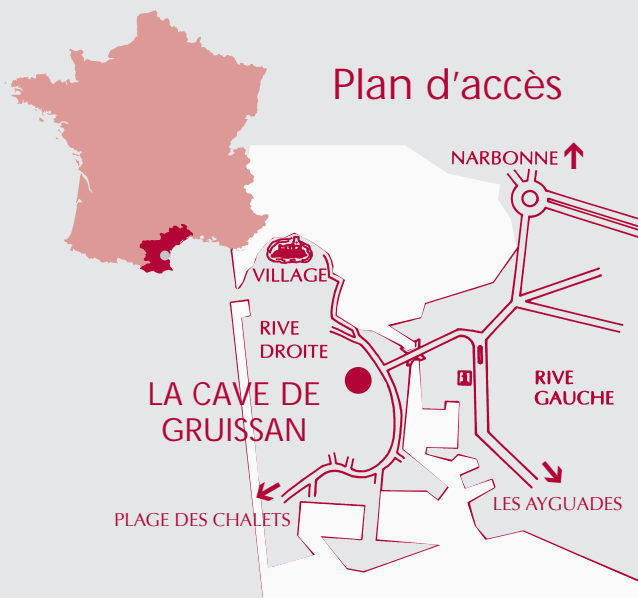 Plan d'accès
NARBONNE
VILLAGE
RIVE
DROITE
LA CAVE DE
GRUISSAN
RIVE
GAUCHE
PLAGE DES CHALETS
LES AYGUADES